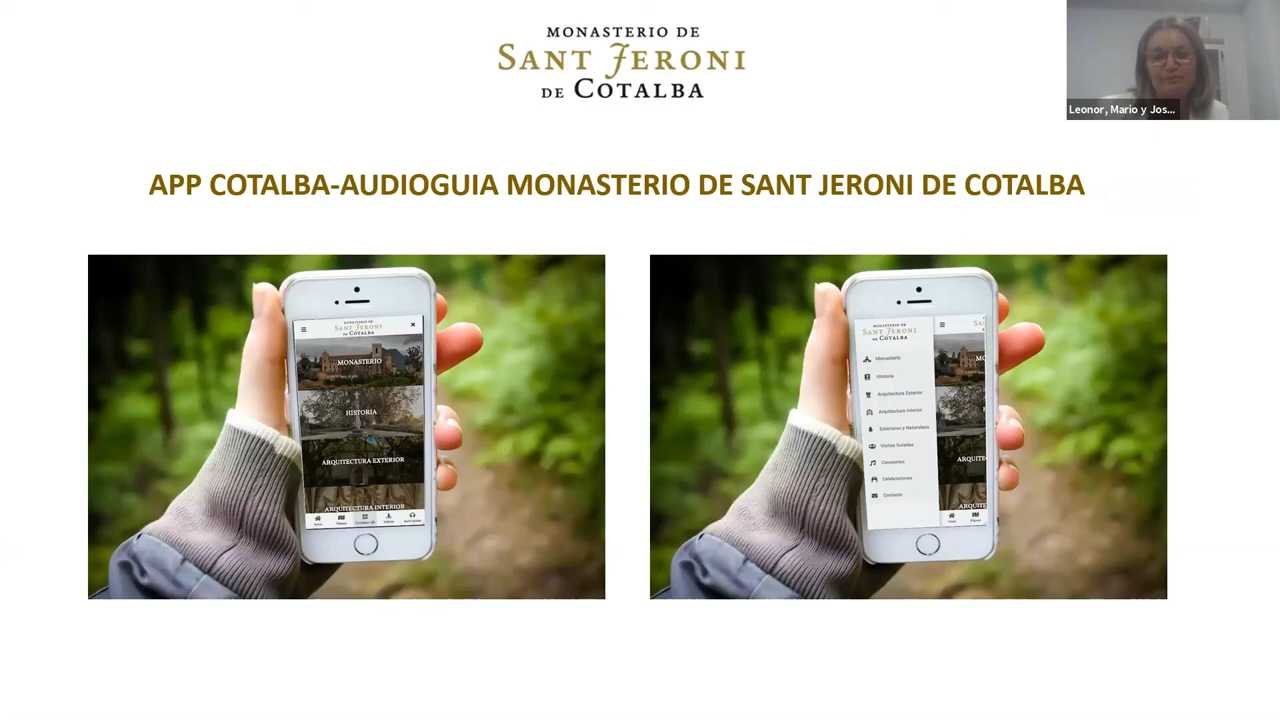 MONASTERIO DE
SANT JERONI
DE COTALBA
Leonor, Mario y Jos...
APP COTALBA-AUDIOGUIA MONASTERIO DE SANT JERONI DE COTALBA
MONASTERIO DE
SANT JERONI
DE COTALBA
MONASTERIO
HISTORIA
ARQUITECTURA EXTERIOR
ARQUITECTURA INTERIOR
MONASTERIO DE
SANT JERONI
DE COTALBA
Monasterio
Historia
Arquitectura Exterior
Arquitectura Interior
Exteriores y Naturaleza
Visitas Guiadas
Conciertos
Celebraciones
Contacto